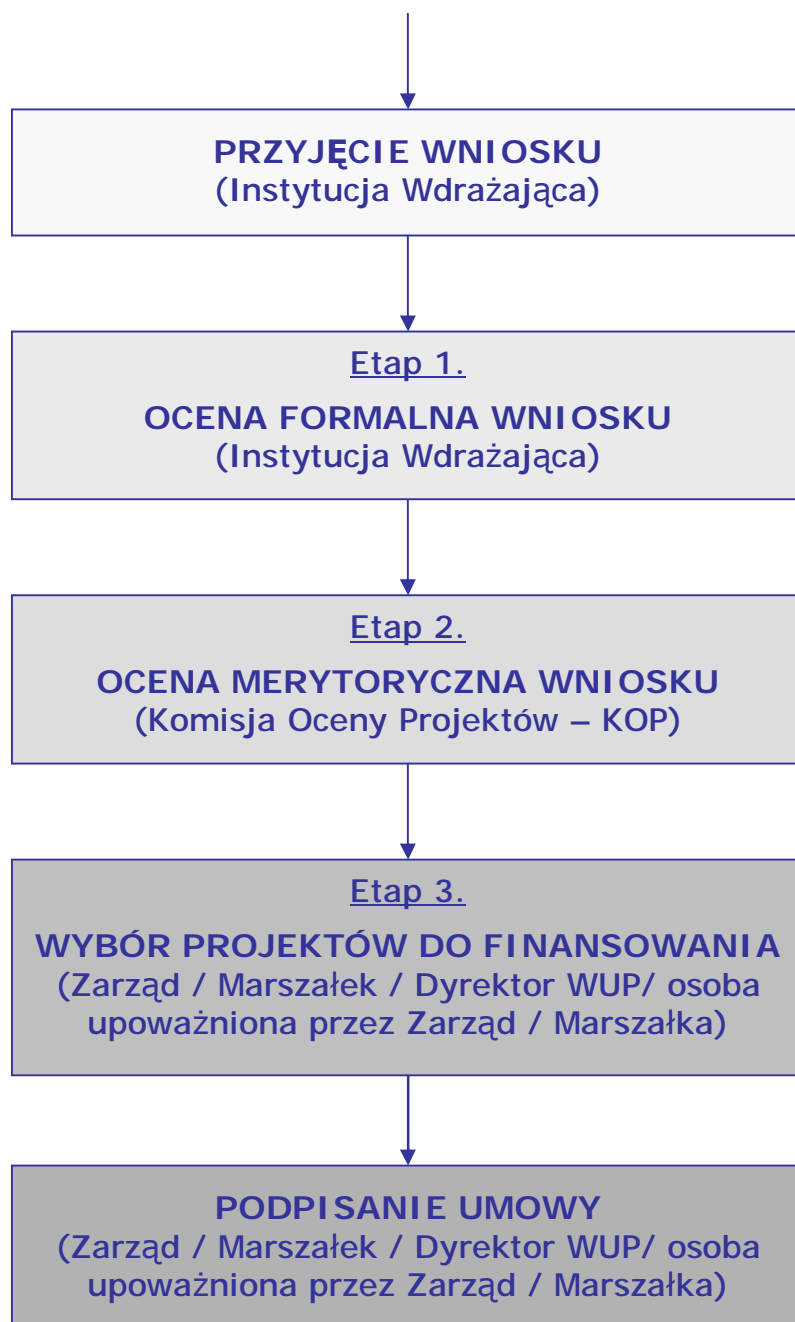 PRZYJĘCIE WNIOSKU
(Instytucja Wdrażająca)
Etap 1.
OCENA FORMALNA WNIOSKU
(Instytucja Wdrażająca)
Etap 2.
OCENA MERYTORYCZNA WNIOSKU
(Komisja Oceny Projektów – KOP)
Etap 3.
WYBÓR PROJEKTÓW DO FINANSOWANIA
(Zarząd / Marszałek / Dyrektor WUP/ osoba
upoważniona przez Zarząd / Marszałka)
PODPISANIE UMOWY
(Zarząd / Marszałek / Dyrektor WUP/ osoba
upoważniona przez Zarząd / Marszałka)